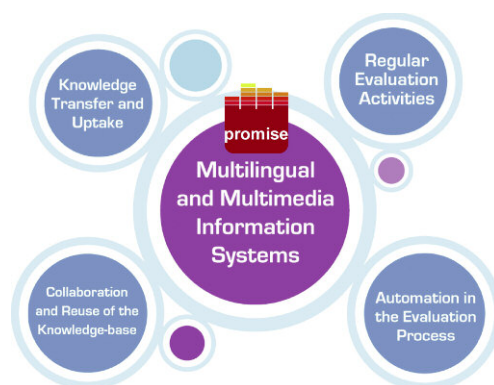 Knowledge
Transfer and
Uptake
Regular
Evaluation
Activities
promise
Multilingual
and Multimedia
Information
Systems
Collaboration
and Reuse of the
Knowledge-base
Automation in
the Evaluation
Process